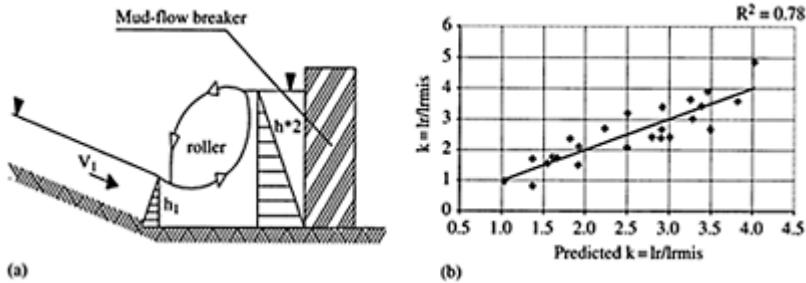 Mud-flow breaker
roller
h*2
V1
h1
(a)
R² = 0.78
k = lr/lrmis
6
5
4
3
2
1
0
0.5 1.0 1.5 2.0 2.5 3.0 3.5 4.0 4.5
Predicted k = lr/lrmis
(b)